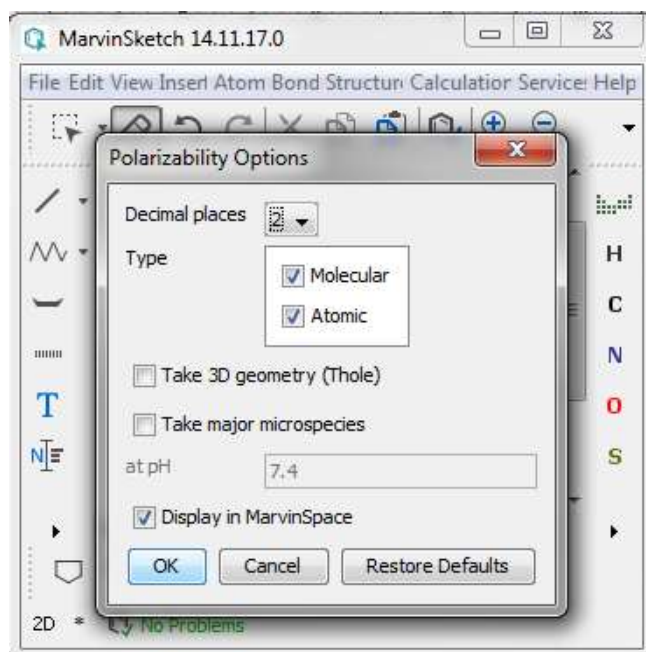 MarvinSketch 14.11.17.0
File Edit View Insert Atom Bond Structur Calculation Service Help
Polarizability Options
Decimal places 2
Type
Molecular
Atomic
Take 3D geometry (Thole)
Take major microspecies
at pH 7.4
Display in MarvinSpace
OK Cancel Restore Defaults
H
C
N
O
S
T
N
2D * No Problems